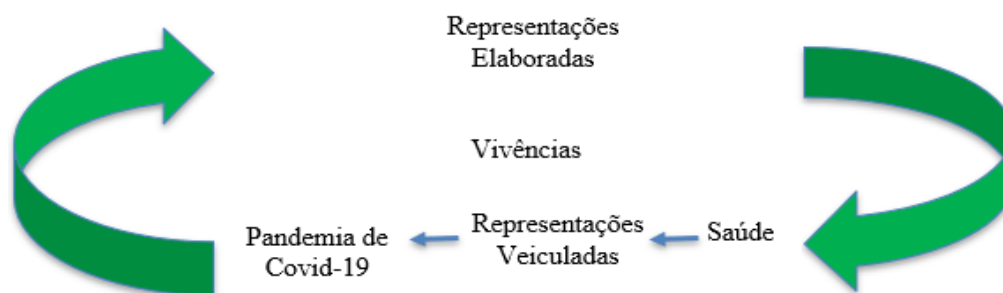 Representações
Elaboradas
Vivências
Pandemia de
Covid-19
Representações
Veiculadas
Saúde